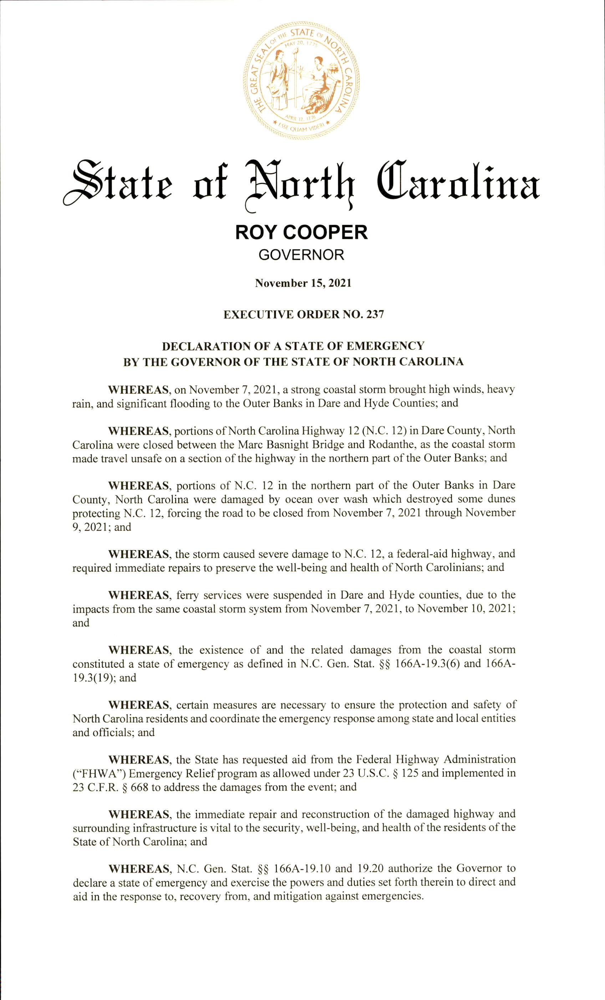 THE GREAT SEAL OF THE STATE OF NORTH CAROLINA
MAY 20, 1775
APRIL 12, 1776
ESSE QUAM VIDERI
State of North Carolina
ROY COOPER
GOVERNOR
November 15, 2021
EXECUTIVE ORDER NO. 237
DECLARATION OF A STATE OF EMERGENCY
BY THE GOVERNOR OF THE STATE OF NORTH CAROLINA
WHEREAS, on November 7, 2021, a strong coastal storm brought high winds, heavy
rain, and significant flooding to the Outer Banks in Dare and Hyde Counties; and
WHEREAS, portions of North Carolina Highway 12 (N.C. 12) in Dare County, North
Carolina were closed between the Marc Basnight Bridge and Rodanthe, as the coastal storm
made travel unsafe on a section of the highway in the northern part of the Outer Banks; and
WHEREAS, portions of N.C. 12 in the northern part of the Outer Banks in Dare
County, North Carolina were damaged by ocean over wash which destroyed some dunes
protecting N.C. 12, forcing the road to be closed from November 7, 2021 through November
9, 2021; and
WHEREAS, the storm caused severe damage to N.C. 12, a federal-aid highway, and
required immediate repairs to preserve the well-being and health of North Carolinians; and
WHEREAS, ferry services were suspended in Dare and Hyde counties, due to the
impacts from the same coastal storm system from November 7, 2021, to November 10, 2021;
and
WHEREAS, the existence of and the related damages from the coastal storm
constituted a state of emergency as defined in N.C. Gen. Stat. §§ 166A-19.3(6) and 166A-
19.3(19); and
WHEREAS, certain measures are necessary to ensure the protection and safety of
North Carolina residents and coordinate the emergency response among state and local entities
and officials; and
WHEREAS, the State has requested aid from the Federal Highway Administration
(“FHWA”) Emergency Relief program as allowed under 23 U.S.C. § 125 and implemented in
23 C.F.R. § 668 to address the damages from the event; and
WHEREAS, the immediate repair and reconstruction of the damaged highway and
surrounding infrastructure is vital to the security, well-being, and health of the residents of the
State of North Carolina; and
WHEREAS, N.C. Gen. Stat. §§ 166A-19.10 and 19.20 authorize the Governor to
declare a state of emergency and exercise the powers and duties set forth therein to direct and
aid in the response to, recovery from, and mitigation against emergencies.